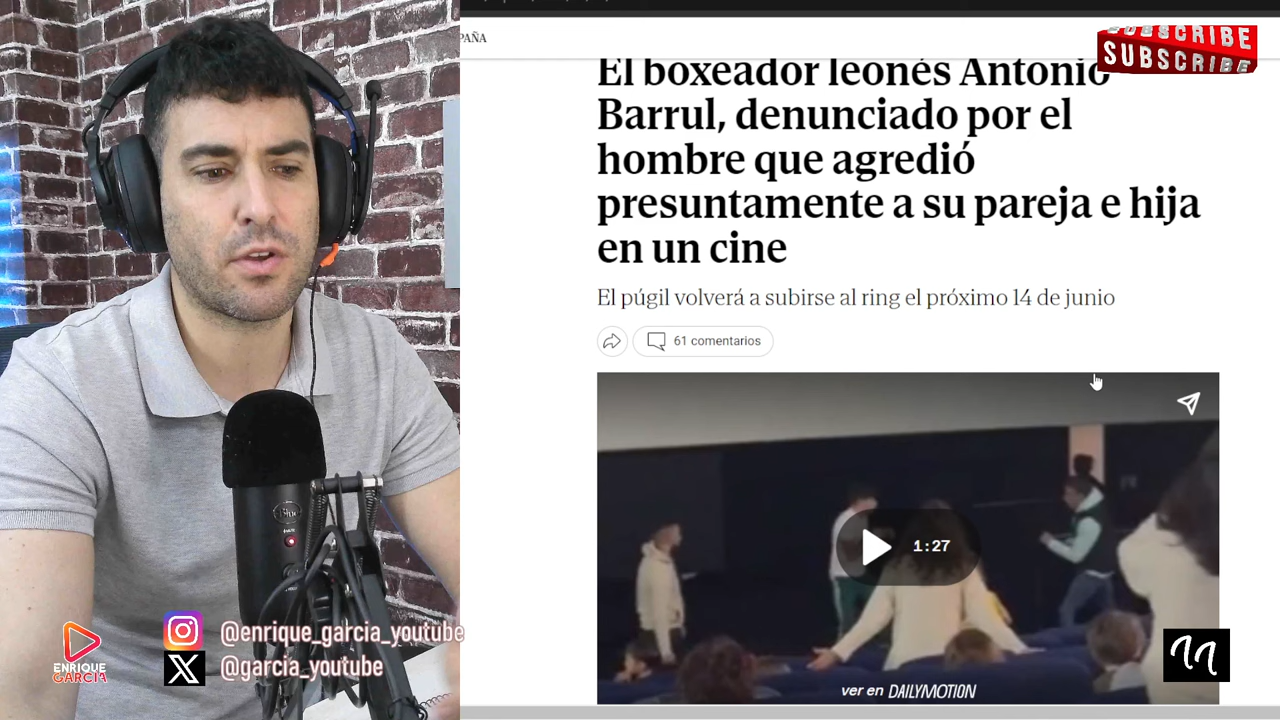 PAÑA
SUBSCRIBE
SUBSCRIBE
El boxeador leonés Antonio
Barrul, denunciado por el
hombre que agredió
presuntamente a su pareja e hija
en un cine
El púgil volverá a subirse al ring el próximo 14 de junio
61 comentarios
1:27
ver en DAILYMOTION
ENRIQUE
GARCIA
@enrique_garcia_youtube
@garcia_youtube